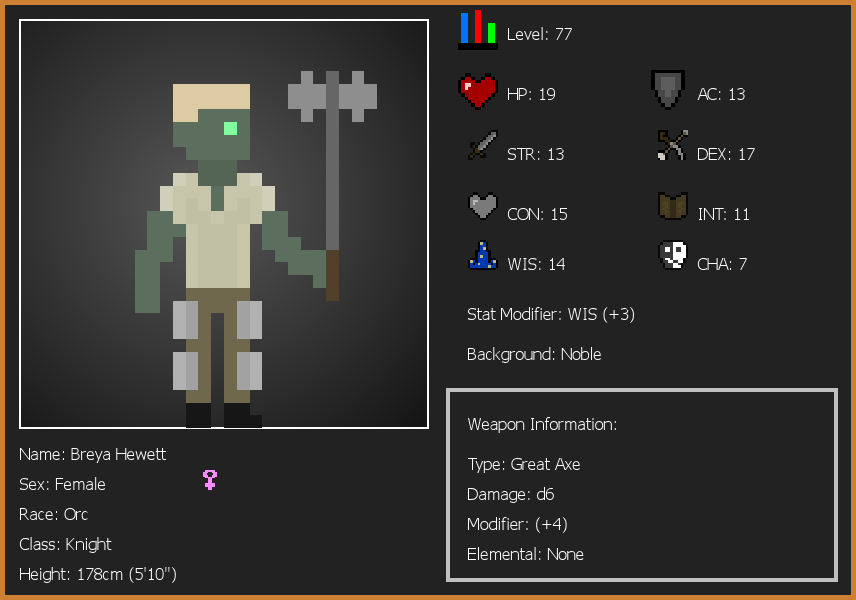 Level: 77
HP: 19
AC: 13
STR: 13
DEX: 17
CON: 15
INT: 11
WIS: 14
CHA: 7
Stat Modifier: WIS (+3)
Background: Noble
Weapon Information:
Type: Great Axe
Damage: d6
Modifier: (+4)
Elemental: None
Name: Breya Hewett
Sex: Female
Race: Orc
Class: Knight
Height: 178cm (5'10")